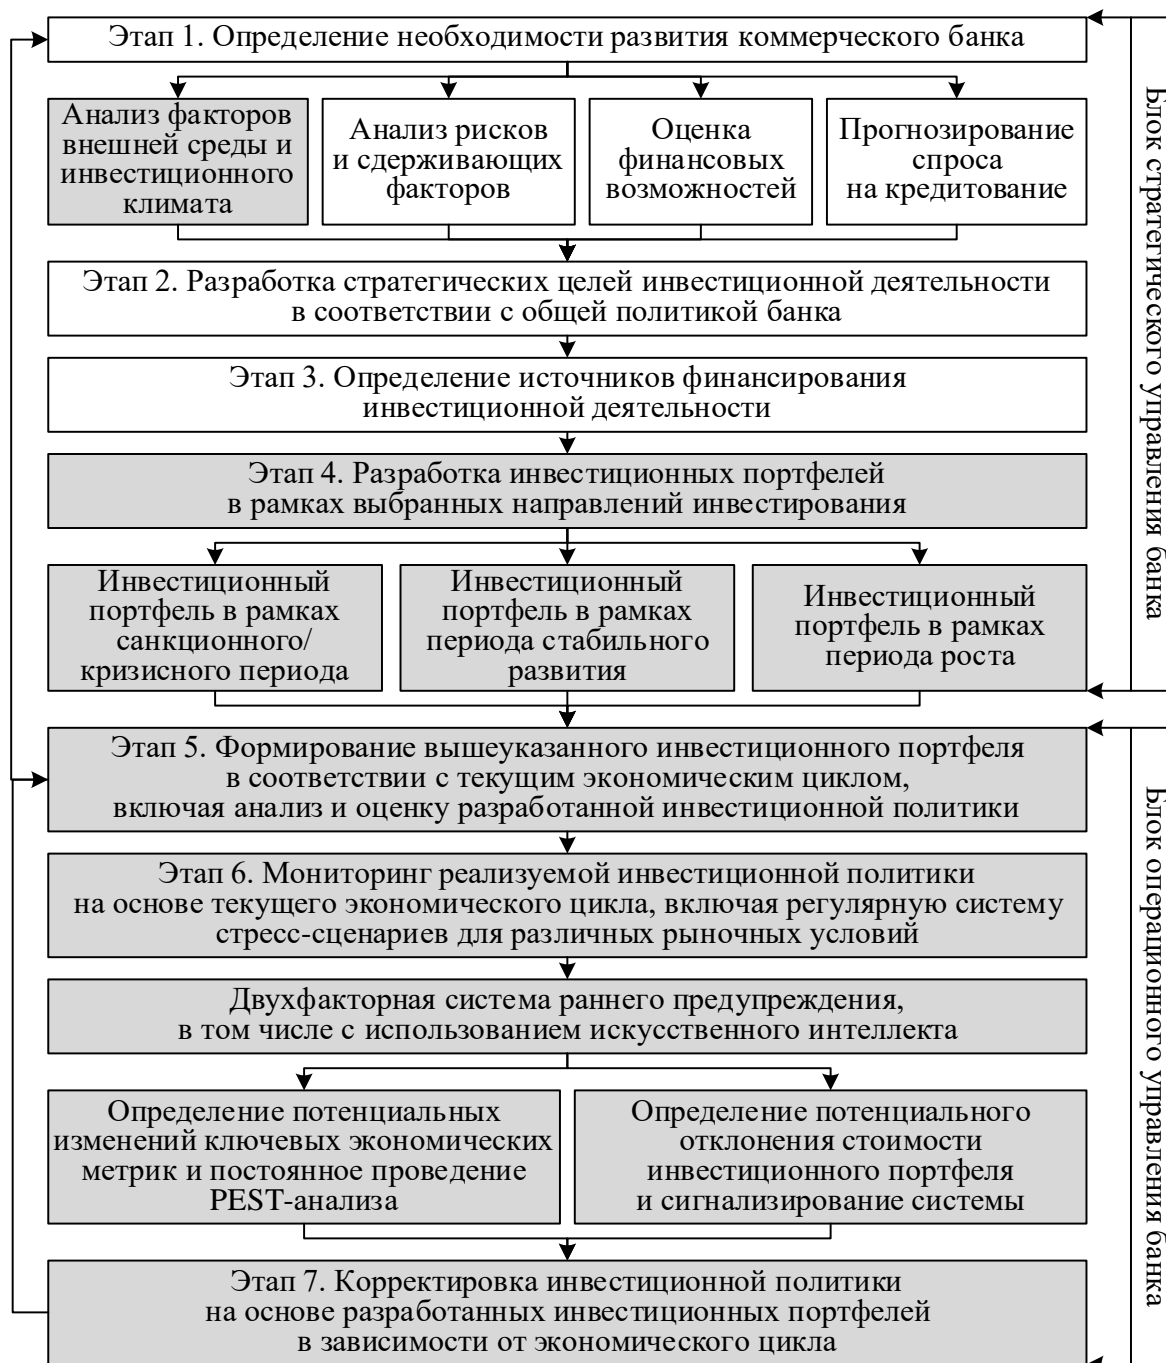 Этап 1. Определение необходимости развития коммерческого банка
Анализ факторов
внешней среды и
инвестиционного
климата
Анализ рисков
и сдерживающих
факторов
Оценка
финансовых
возможностей
Прогнозирование
спроса
на кредитование
Этап 2. Разработка стратегических целей инвестиционной деятельности
в соответствии с общей политикой банка
Этап 3. Определение источников финансирования
инвестиционной деятельности
Этап 4. Разработка инвестиционных портфелей
в рамках выбранных направлений инвестирования
Инвестиционный
портфель в рамках
санкционного/
кризисного периода
Инвестиционный
портфель в рамках
периода стабильного
развития
Инвестиционный
портфель в рамках
периода роста
Блок стратегического управления банка
Этап 5. Формирование вышеуказанного инвестиционного портфеля
в соответствии с текущим экономическим циклом,
включая анализ и оценку разработанной инвестиционной политики
Этап 6. Мониторинг реализуемой инвестиционной политики
на основе текущего экономического цикла, включая регулярную систему
стресс-сценариев для различных рыночных условий
Двухфакторная система раннего предупреждения,
в том числе с использованием искусственного интеллекта
Определение потенциальных
изменений ключевых экономических
метрик и постоянное проведение
PEST-анализа
Определение потенциального
отклонения стоимости
инвестиционного портфеля
и сигнализирование системы
Этап 7. Корректировка инвестиционной политики
на основе разработанных инвестиционных портфелей
в зависимости от экономического цикла
Блок операционного управления банка